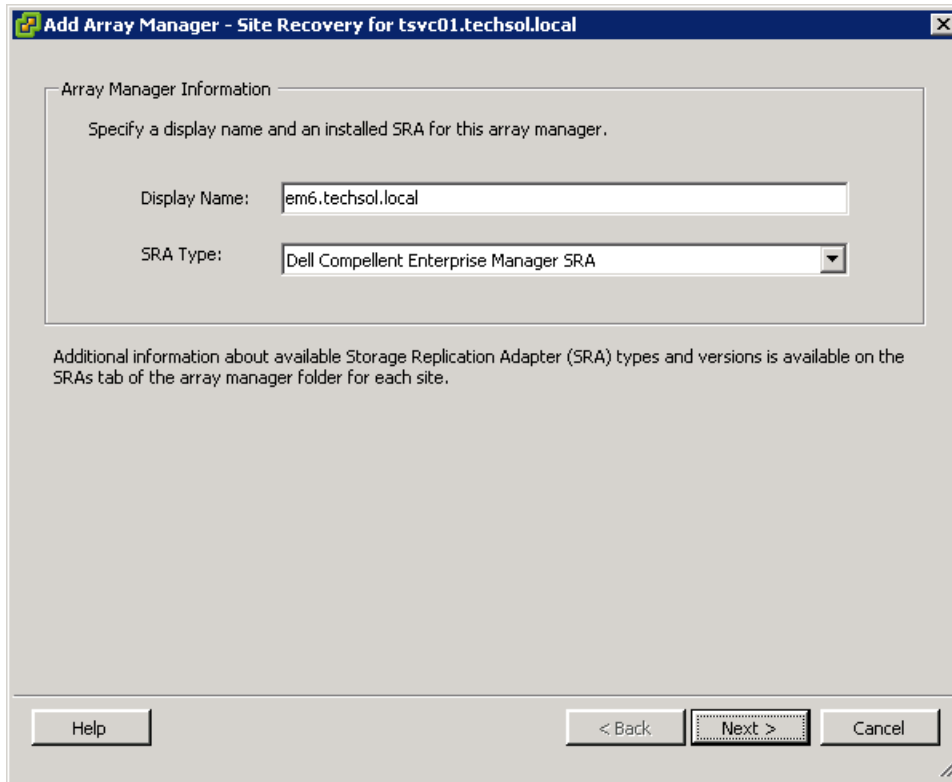 Add Array Manager - Site Recovery for tsvc01.techsol.local
Array Manager Information
Specify a display name and an installed SRA for this array manager.
Display Name: em6.techsol.local
SRA Type: Dell Compellent Enterprise Manager SRA
Additional information about available Storage Replication Adapter (SRA) types and versions is available on the
SRAs tab of the array manager folder for each site.
Help < Back Next > Cancel